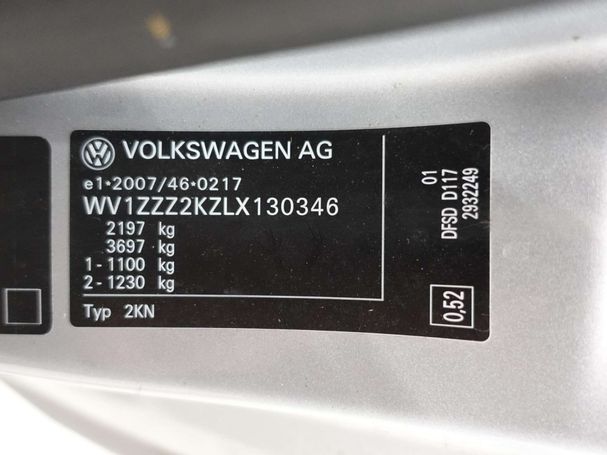 VOLKSWAGEN AG
e1*2007/46*0217
WV1ZZZ2KZLX130346
2197 kg
3697 kg
1 - 1100 kg
2 - 1230 kg
Typ 2KN
01
DFSD D117
2932249
0,52